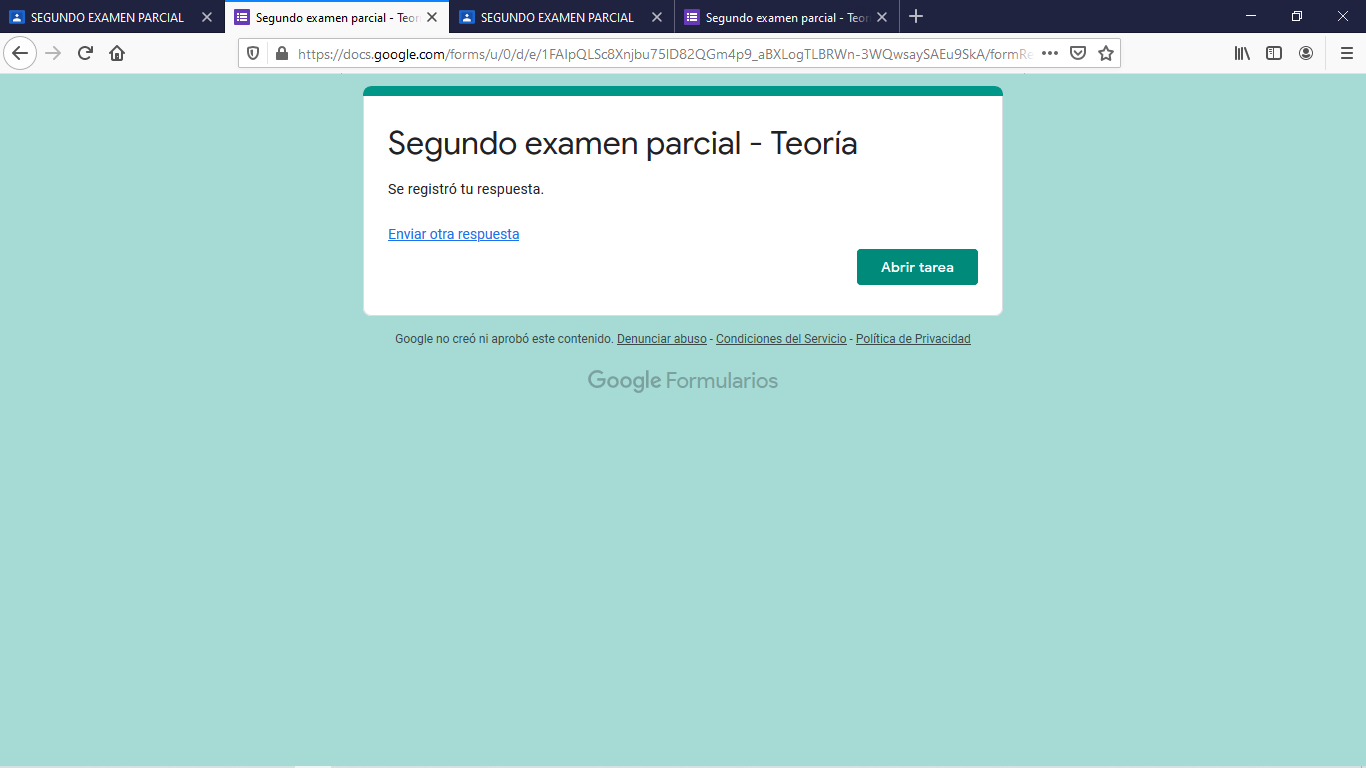 SEGUNDO EXAMEN PARCIAL
Segundo examen parcial - Teor
SEGUNDO EXAMEN PARCIAL
Segundo examen parcial - Teor
https://docs.google.com/forms/u/0/d/e/1FAIpQLSc8Xnjbu75ID82QGm4p9_aBXLogTLBRWn-3WQwsaySAEu9SkA/formRe
Segundo examen parcial - Teoría
Se registró tu respuesta.
Enviar otra respuesta
Abrir tarea
Google no creó ni aprobó este contenido. Denunciar abuso - Condiciones del Servicio - Política de Privacidad
Google Formularios